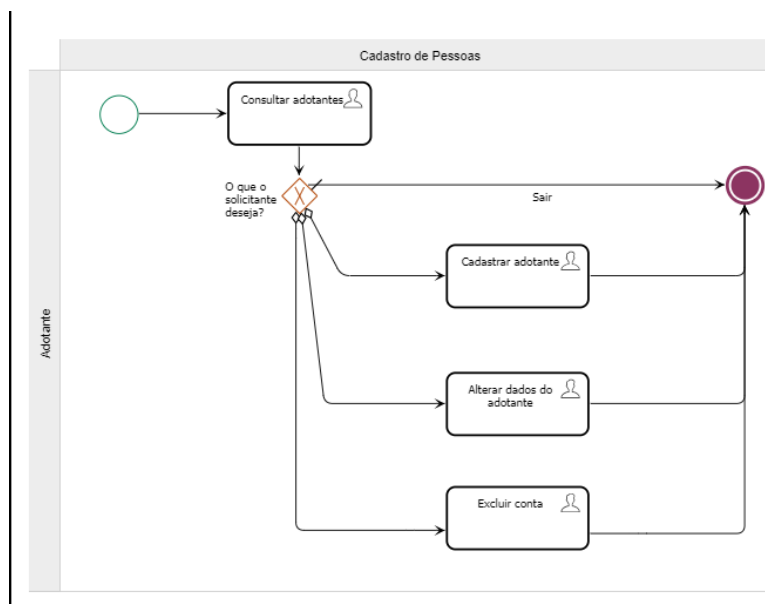 Cadastro de Pessoas
Adotante
Consultar adotantes
O que o
solicitante
deseja?
Sair
Cadastrar adotante
Alterar dados do
adotante
Excluir conta